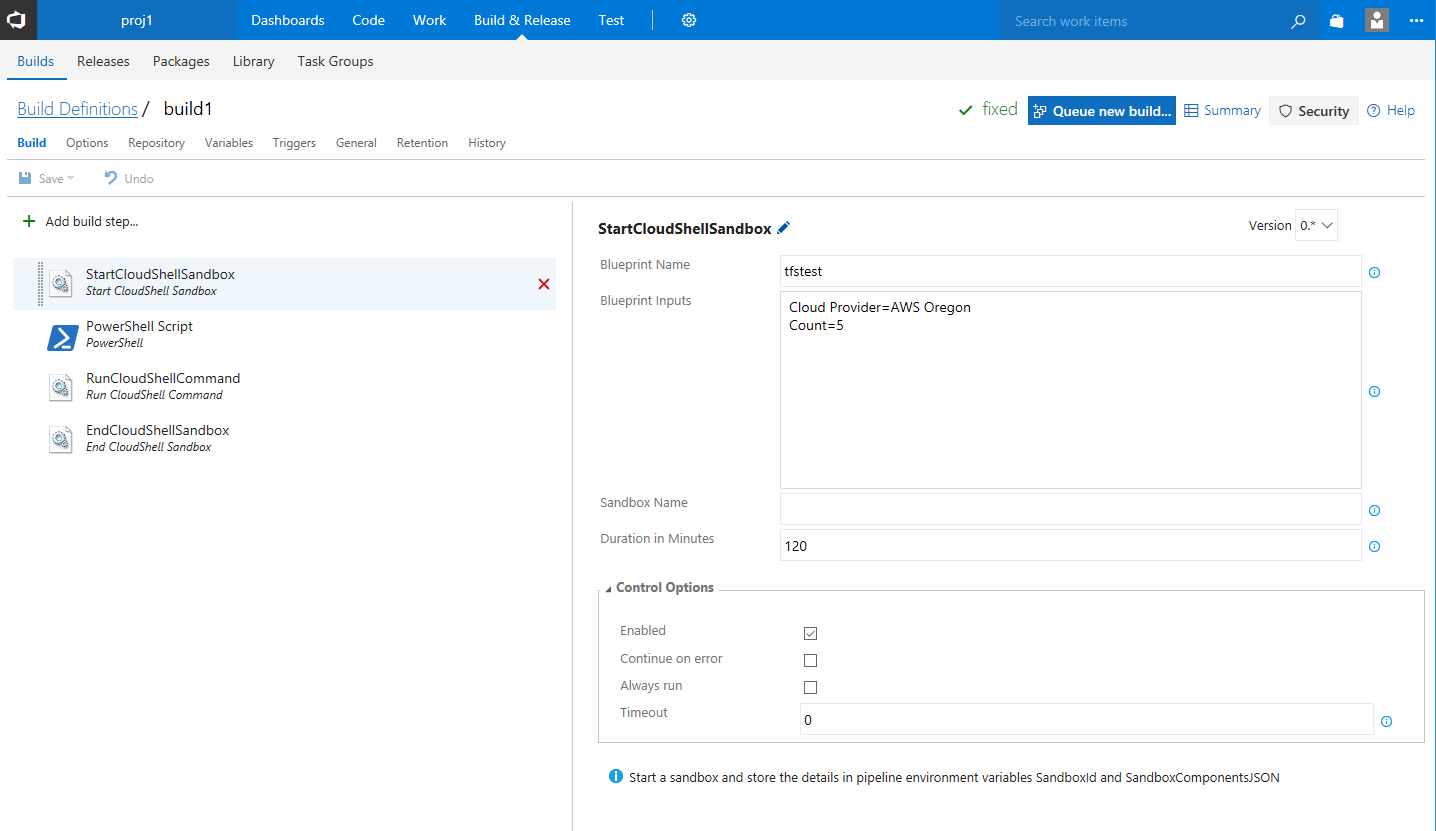 proj1 Dashboards Code Work Build & Release Test Search work items
Builds Releases Packages Library Task Groups
Build Definitions / build1 fixed Queue new build... Summary Security Help
Build Options Repository Variables Triggers General Retention History
Save Undo
Add build step...
StartCloudShellSandbox
Start CloudShell Sandbox
PowerShell Script
PowerShell
RunCloudShellCommand
Run CloudShell Command
EndCloudShellSandbox
End CloudShell Sandbox
StartCloudShellSandbox Version 0.*
Blueprint Name tfstest
Blueprint Inputs Cloud Provider=AWS Oregon
Count=5
Sandbox Name
Duration in Minutes 120
Control Options
Enabled
Continue on error
Always run
Timeout 0
Start a sandbox and store the details in pipeline environment variables SandboxId and SandboxComponentsJSON